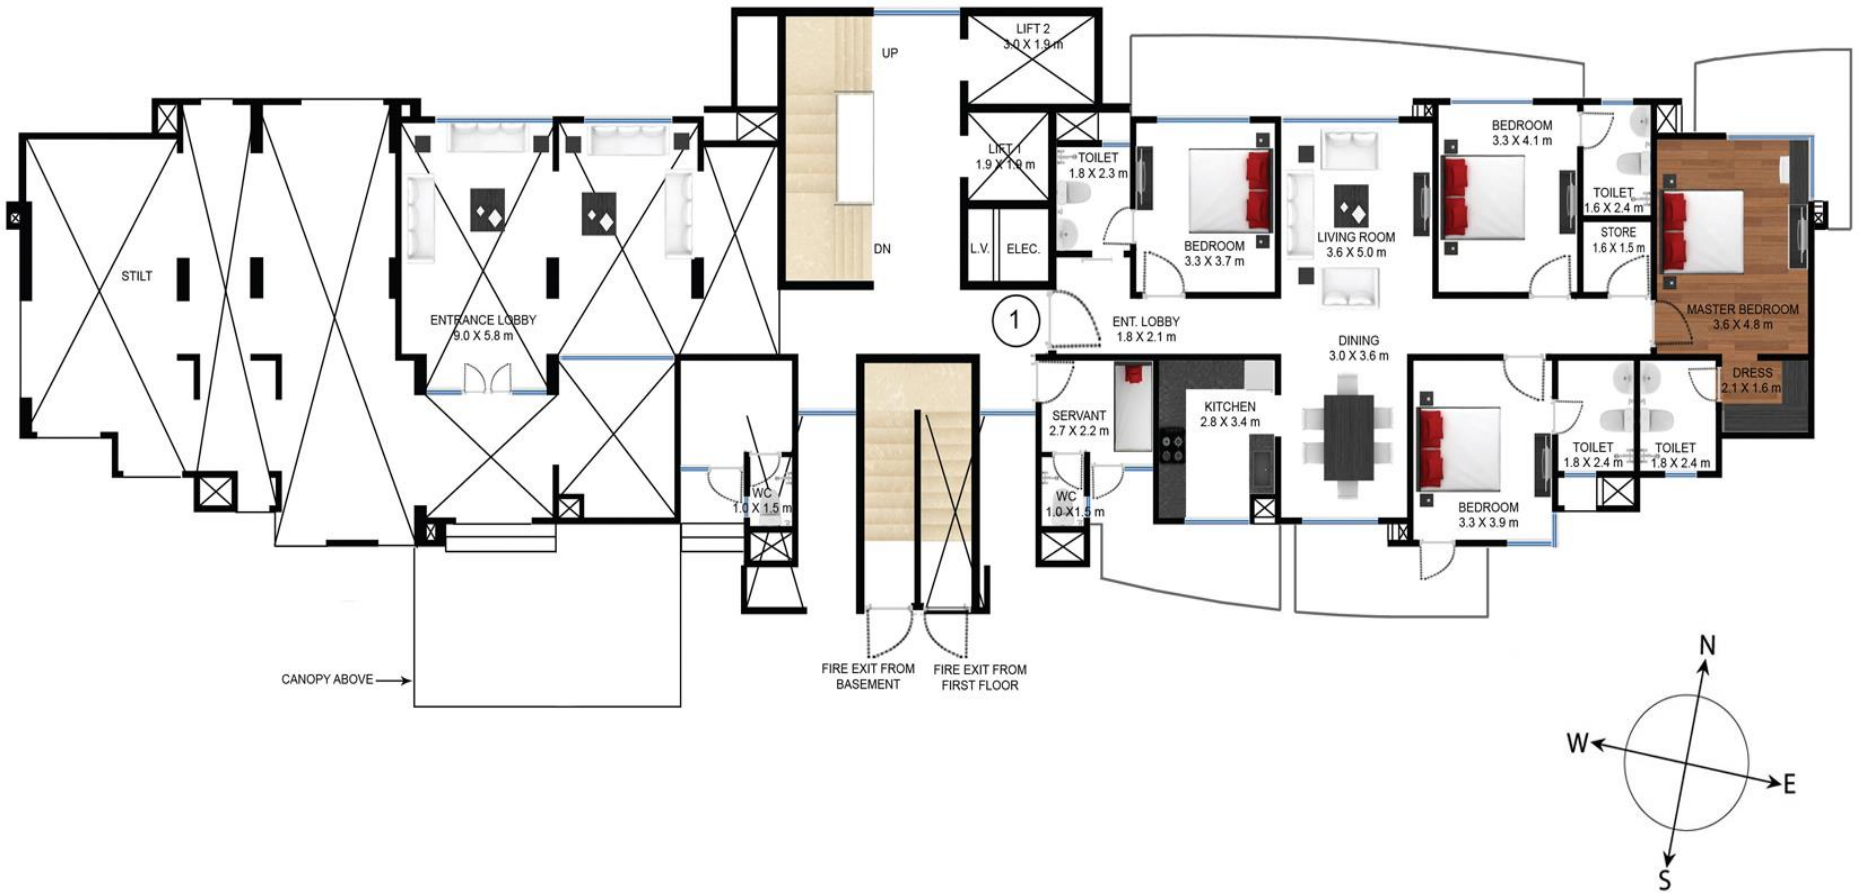 LIFT 2
3.0 X 1.9 m
UP
LIFT 1
1.9 X 1.9 m
TOILET
1.8 X 2.3 m
BEDROOM
3.3 X 4.1 m
TOILET
1.6 X 2.4 m
STORE
1.6 X 1.5 m
L.V.
ELEC.
DN
BEDROOM
3.3 X 3.7 m
LIVING ROOM
3.6 X 5.0 m
STILT
ENTRANCE LOBBY
9.0 X 5.8 m
1
ENT. LOBBY
1.8 X 2.1 m
MASTER BEDROOM
3.6 X 4.8 m
DINING
3.0 X 3.6 m
DRESS
2.1 X 1.6 m
SERVANT
2.7 X 2.2 m
KITCHEN
2.8 X 3.4 m
TOILET
1.8 X 2.4 m
TOILET
1.8 X 2.4 m
WC
1.0 X 1.5 m
WC
1.0 X1.5 m
BEDROOM
3.3 X 3.9 m
CANOPY ABOVE
FIRE EXIT FROM
BASEMENT
FIRE EXIT FROM
FIRST FLOOR
N
W
E
S